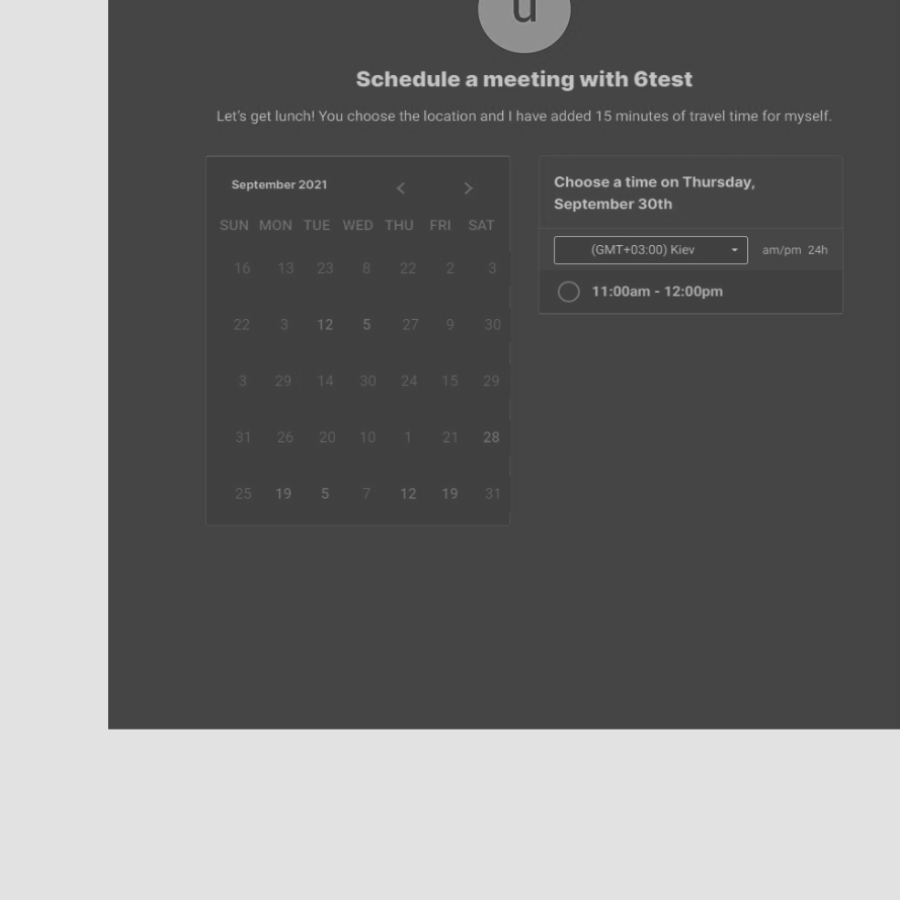 u
Schedule a meeting with 6test
Let's get lunch! You choose the location and I have added 15 minutes of travel time for myself.
September 2021
SUN MON TUE WED THU FRI SAT
16 13 23 8 22 2 3
22 3 12 5 27 9 30
3 29 14 30 24 15 29
31 26 20 10 1 21 28
25 19 5 7 12 19 31
Choose a time on Thursday,
September 30th
(GMT+03:00) Kiev am/pm 24h
11:00am - 12:00pm